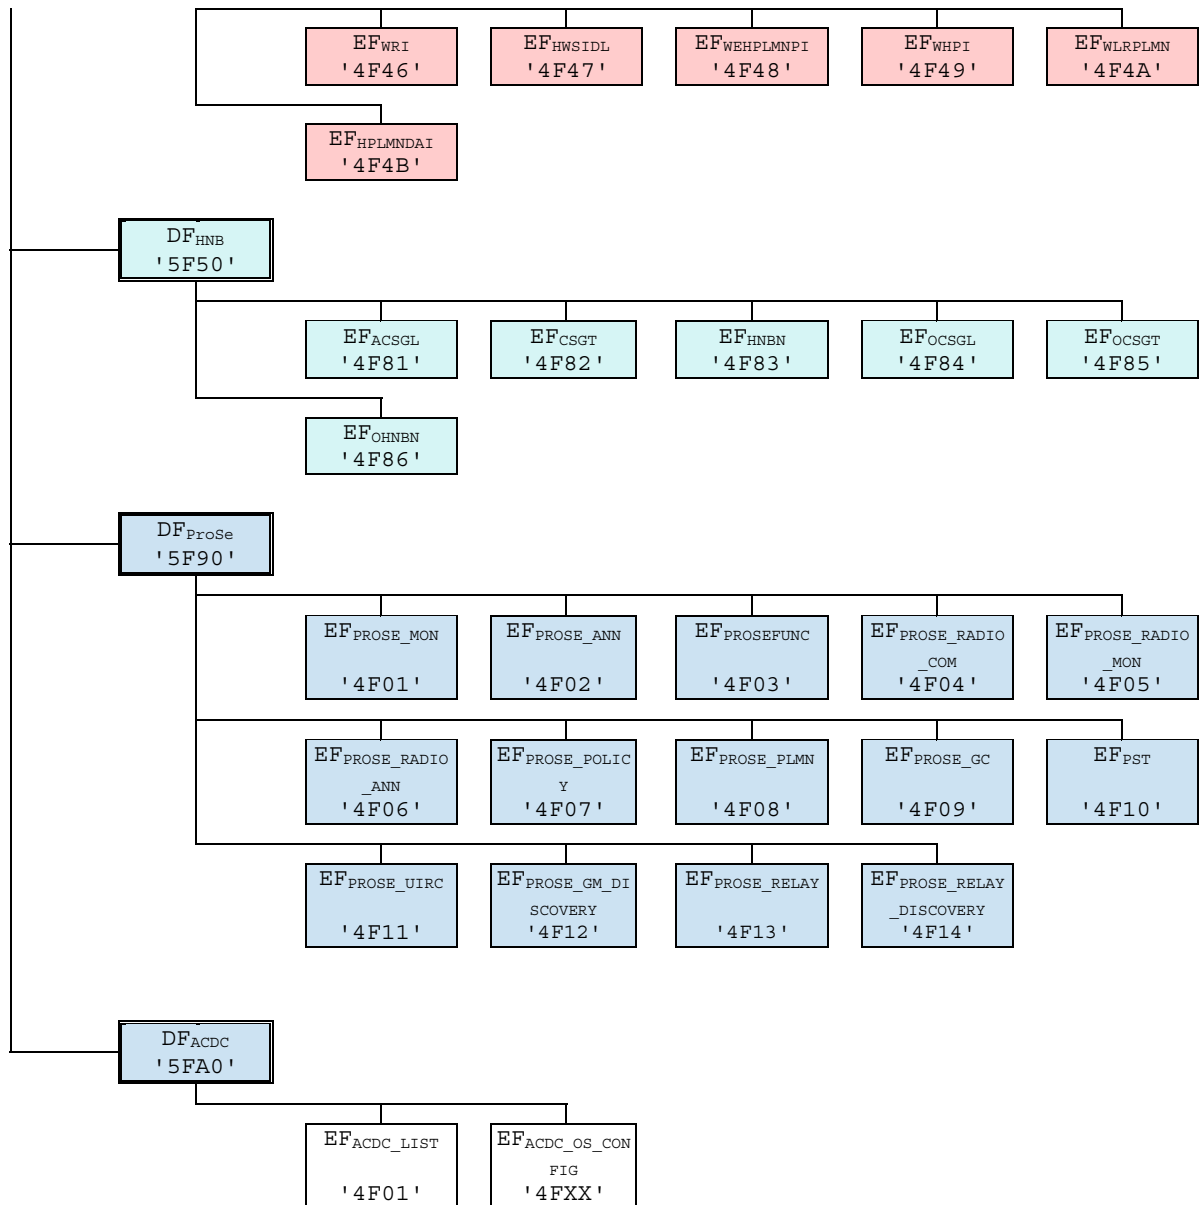 EFWRI EFHWSIDL EFWEHPLMNPI EFWHPI EFWLRPLMN
'4F46' '4F47' '4F48' '4F49' '4F4A'
EFHPLMNDAI
'4F4B'
DFHNB
'5F50'
EFACSGL EFCSGT EFHNBN EFOCSGL EFOCSGT
'4F81' '4F82' '4F83' '4F84' '4F85'
EFOHNBN
'4F86'
DFProSe
'5F90'
EFPROSE_MON EFPROSE_ANN EFPROSEFUNC EFPROSE_RADIO EFPROSE_RADIO
_COM _MON
'4F01' '4F02' '4F03' '4F04' '4F05'
EFPROSE_RADIO EFPROSE_POLIC EFPROSE_PLMN EFPROSE_GC EFPST
_ANN Y
'4F06' '4F07' '4F08' '4F09' '4F10'
EFPROSE_UIRC EFPROSE_GM_DI EFPROSE_RELAY EFPROSE_RELAY
SCOVERY _DISCOVERY
'4F11' '4F12' '4F13' '4F14'
DFACDC
'5FA0'
EFACDC_LIST EFACDC_OS_CON
FIG
'4F01' '4FXX'